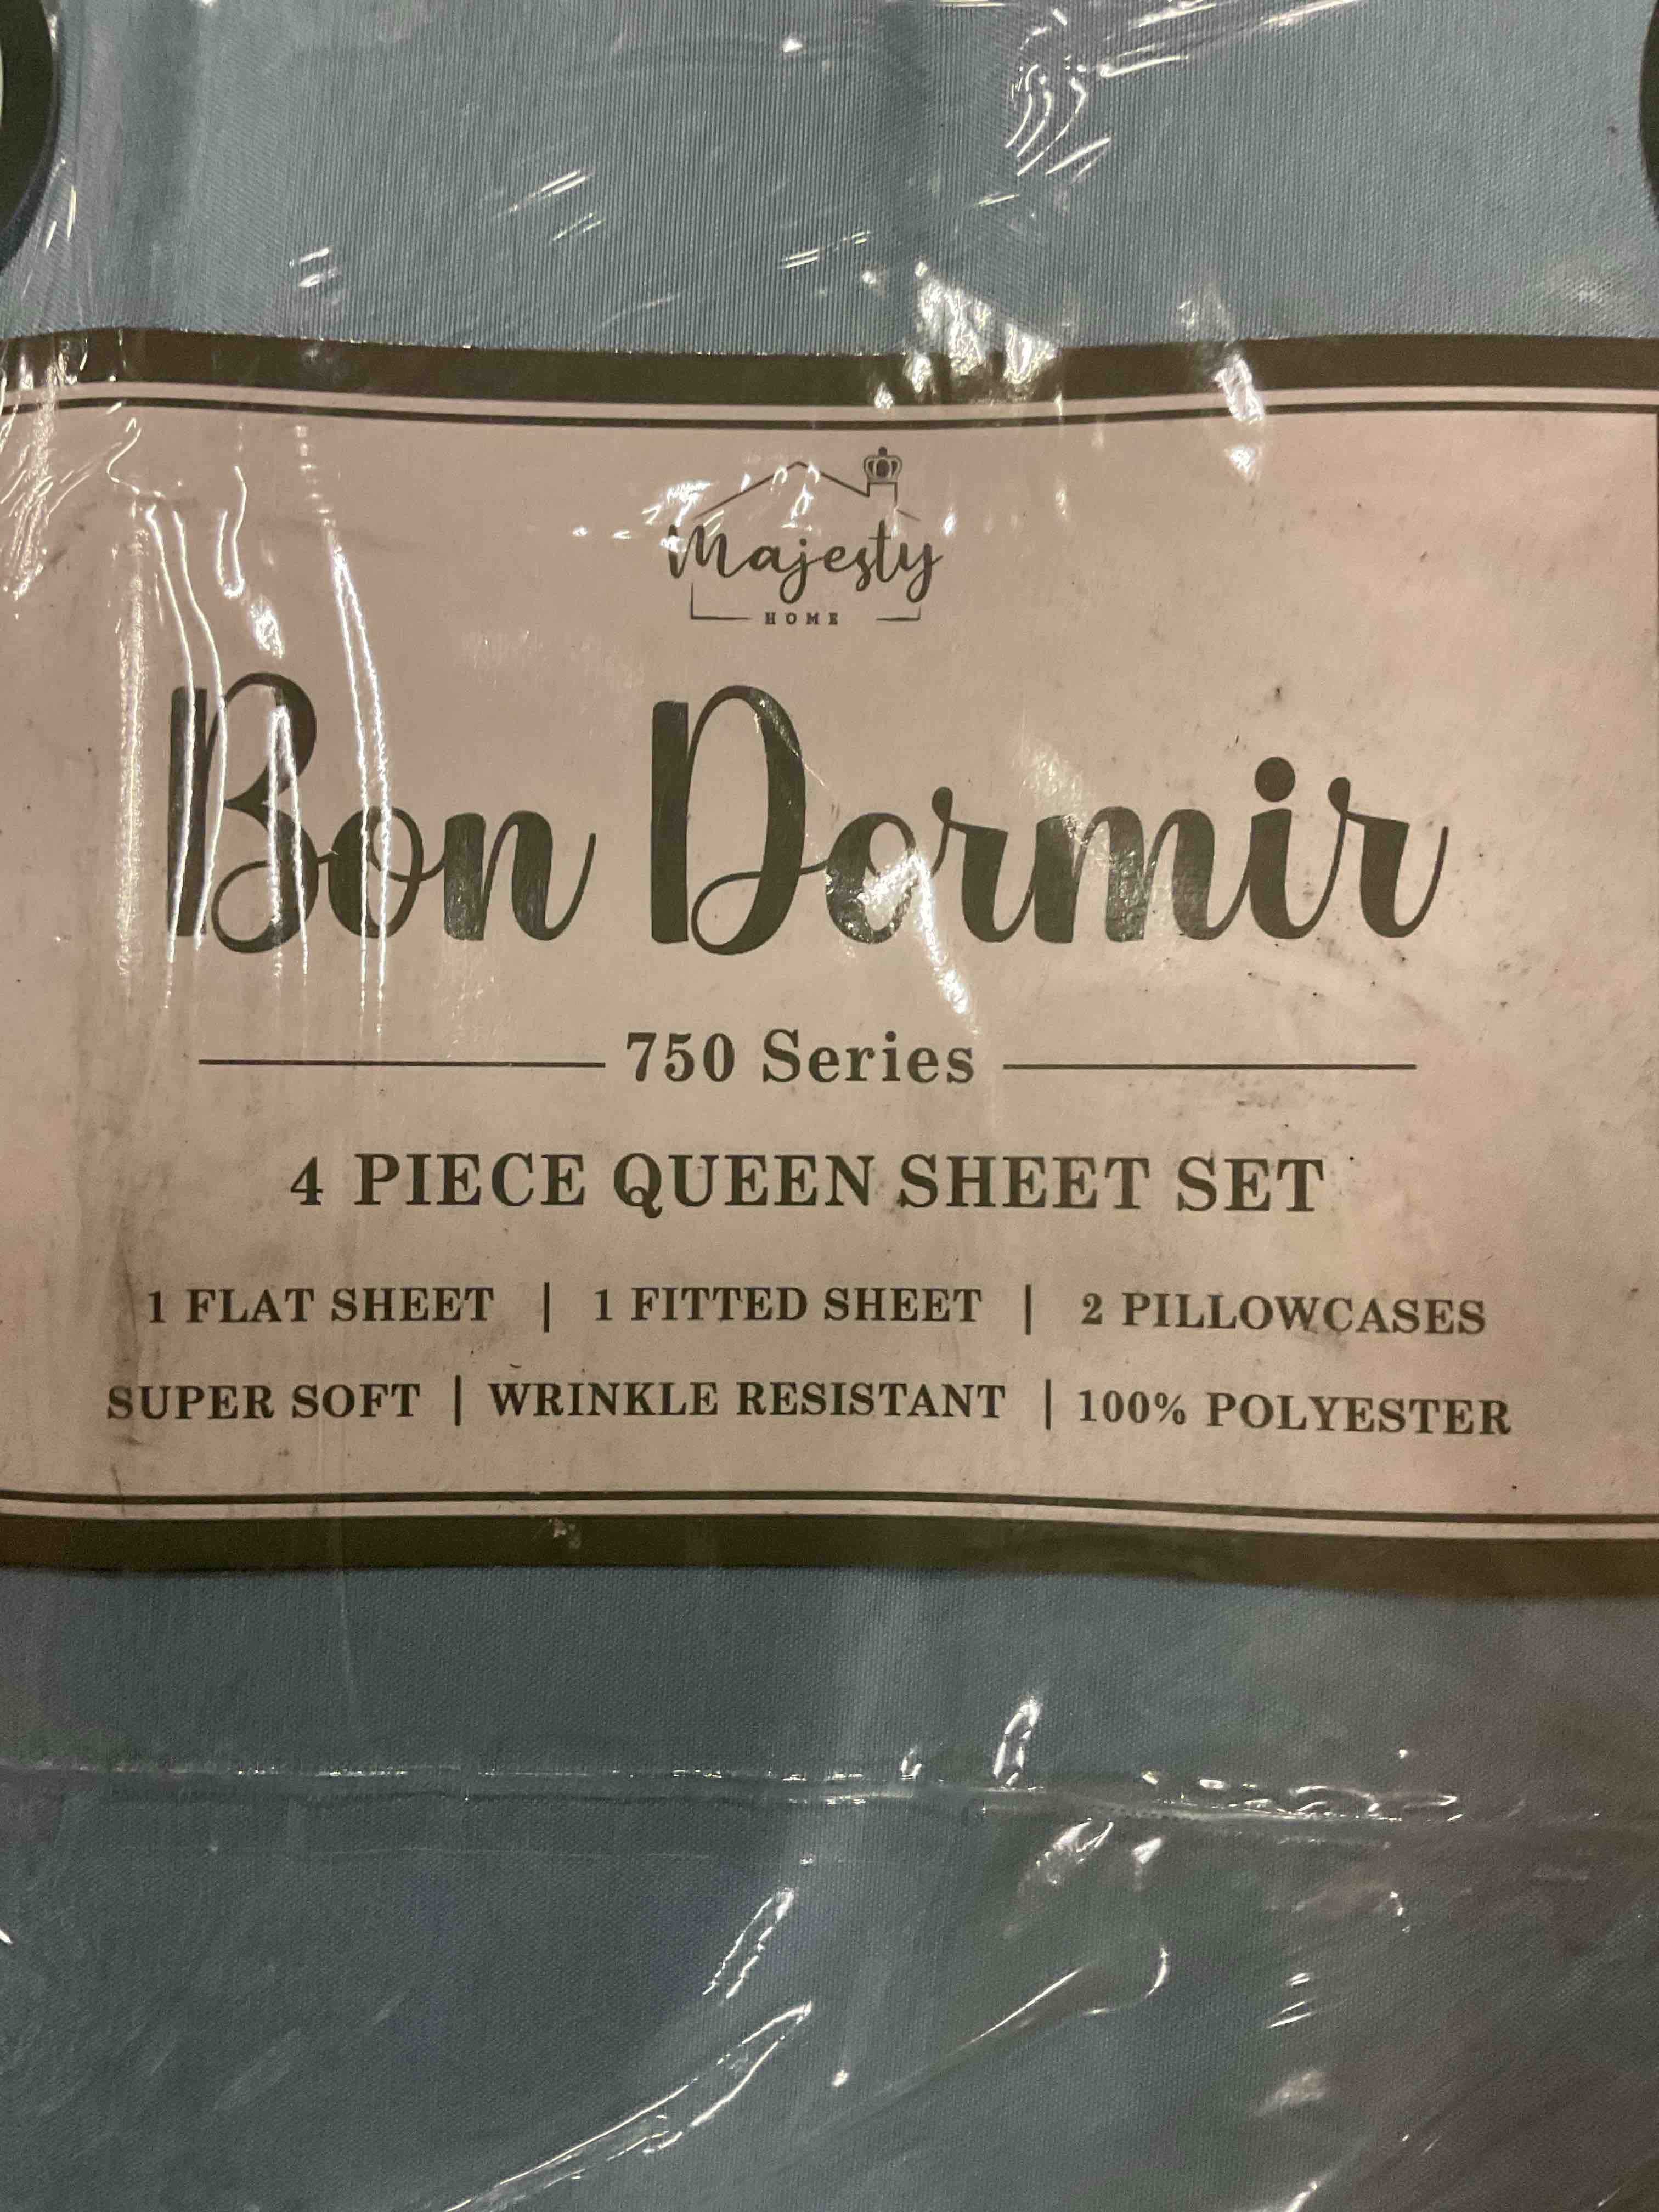 Majesty
HOME
Bon Dormir
750 Series
4 PIECE QUEEN SHEET SET
1 FLAT SHEET | 1 FITTED SHEET | 2 PILLOWCASES
SUPER SOFT | WRINKLE RESISTANT | 100% POLYESTER